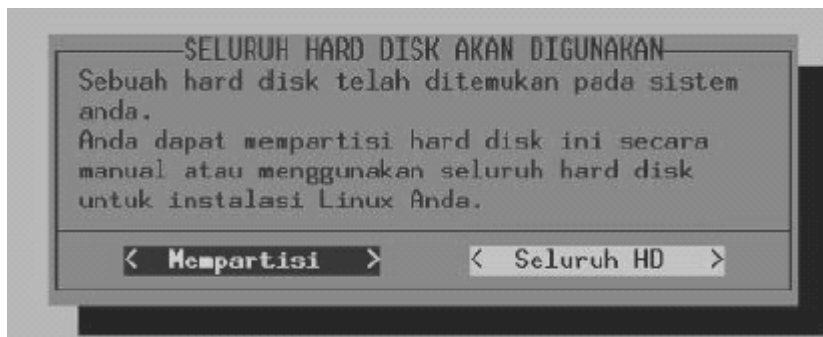 SELURUH HARD DISK AKAN DIGUNAKAN
Sebuah hard disk telah ditemukan pada sistem
anda.
Anda dapat mempartisi hard disk ini secara
manual atau menggunakan seluruh hard disk
untuk instalasi Linux Anda.
< Mempartisi > < Seluruh HD >